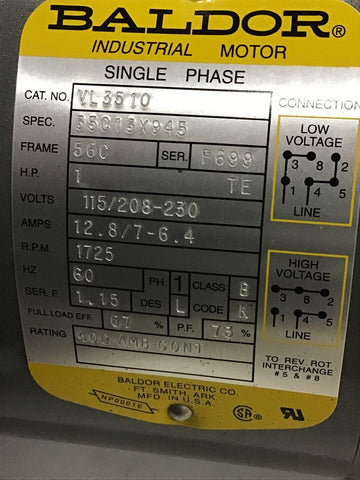 BALDOR®
INDUSTRIAL MOTOR
SINGLE PHASE
CAT. NO. VL3510
SPEC. 35C13X945
FRAME 56C SER. F699
H.P. 1 TE
VOLTS 115/208-230
AMPS 12.8/7-6.4
R.P.M. 1725
HZ 60 PH 1 CLASS B
SER. F. 1.15 DES L CODE K
FULL LOAD EFF. 67 % P.F. 73 %
RATING 40C AMB-CONT
CONNECTION
LOW
VOLTAGE
3 8 2
1 4 5
LINE
HIGH
VOLTAGE
3 8 2
1 4 5
LINE
TO REV. ROT
INTERCHANGE
#5 & #8
BALDOR ELECTRIC CO.
FT. SMITH, ARK.
MFD. IN U.S.A.
NP0001E
SA®